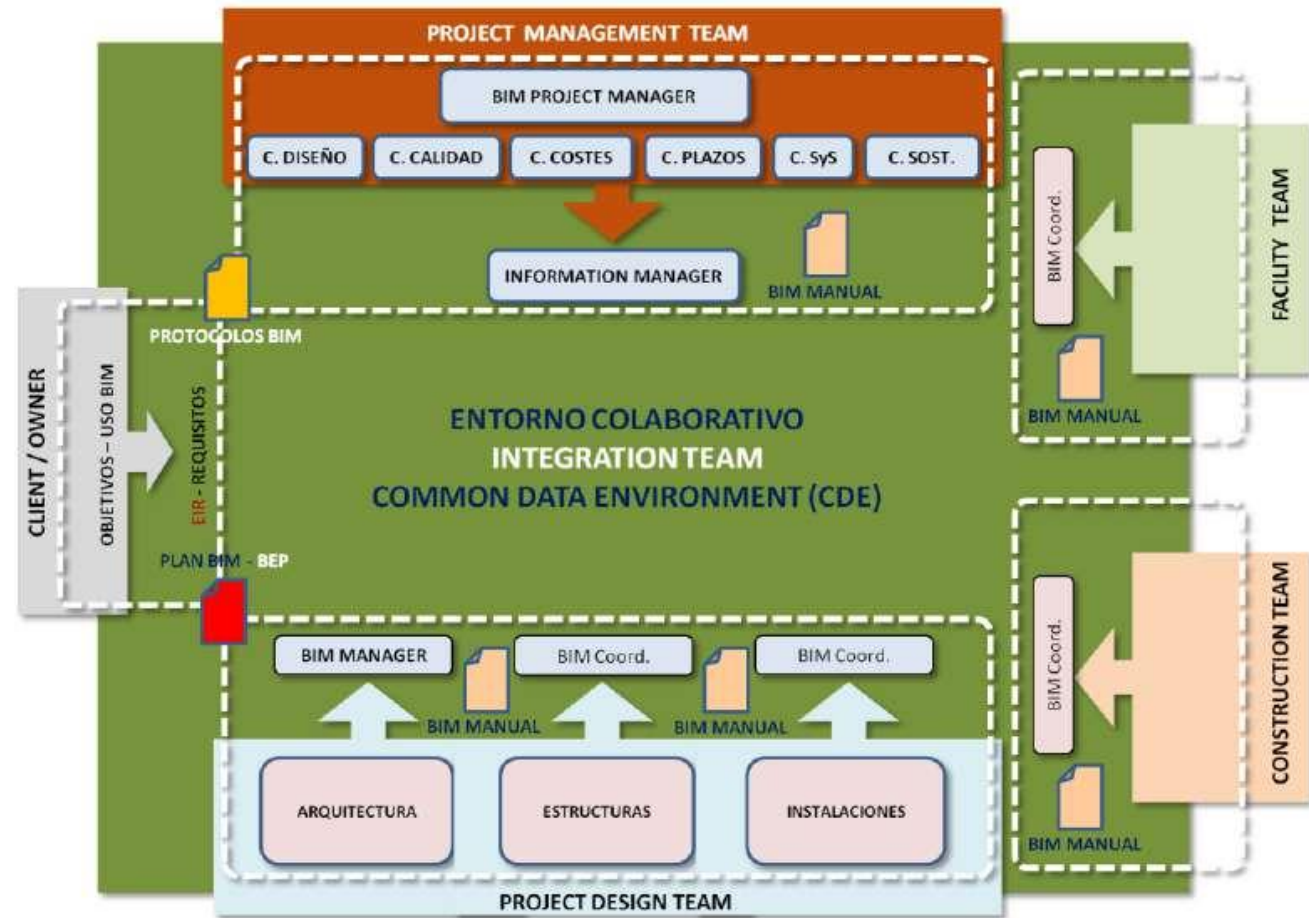 PROJECT MANAGEMENT TEAM
BIM PROJECT MANAGER
C. DISEÑO
C. CALIDAD
C. COSTES
C. PLAZOS
C. SyS
C. SOST.
INFORMATION MANAGER
BIM MANUAL
PROTOCOLOS BIM
CLIENT / OWNER
OBJETIVOS – USO BIM
EIR - REQUISITOS
PLAN BIM - BEP
ENTORNO COLABORATIVO
INTEGRATION TEAM
COMMON DATA ENVIRONMENT (CDE)
BIM Coord.
BIM MANUAL
FACILITY TEAM
BIM Coord.
BIM MANUAL
CONSTRUCTION TEAM
BIM MANAGER
BIM Coord.
BIM Coord.
BIM MANUAL
BIM MANUAL
ARQUITECTURA
ESTRUCTURAS
INSTALACIONES
PROJECT DESIGN TEAM